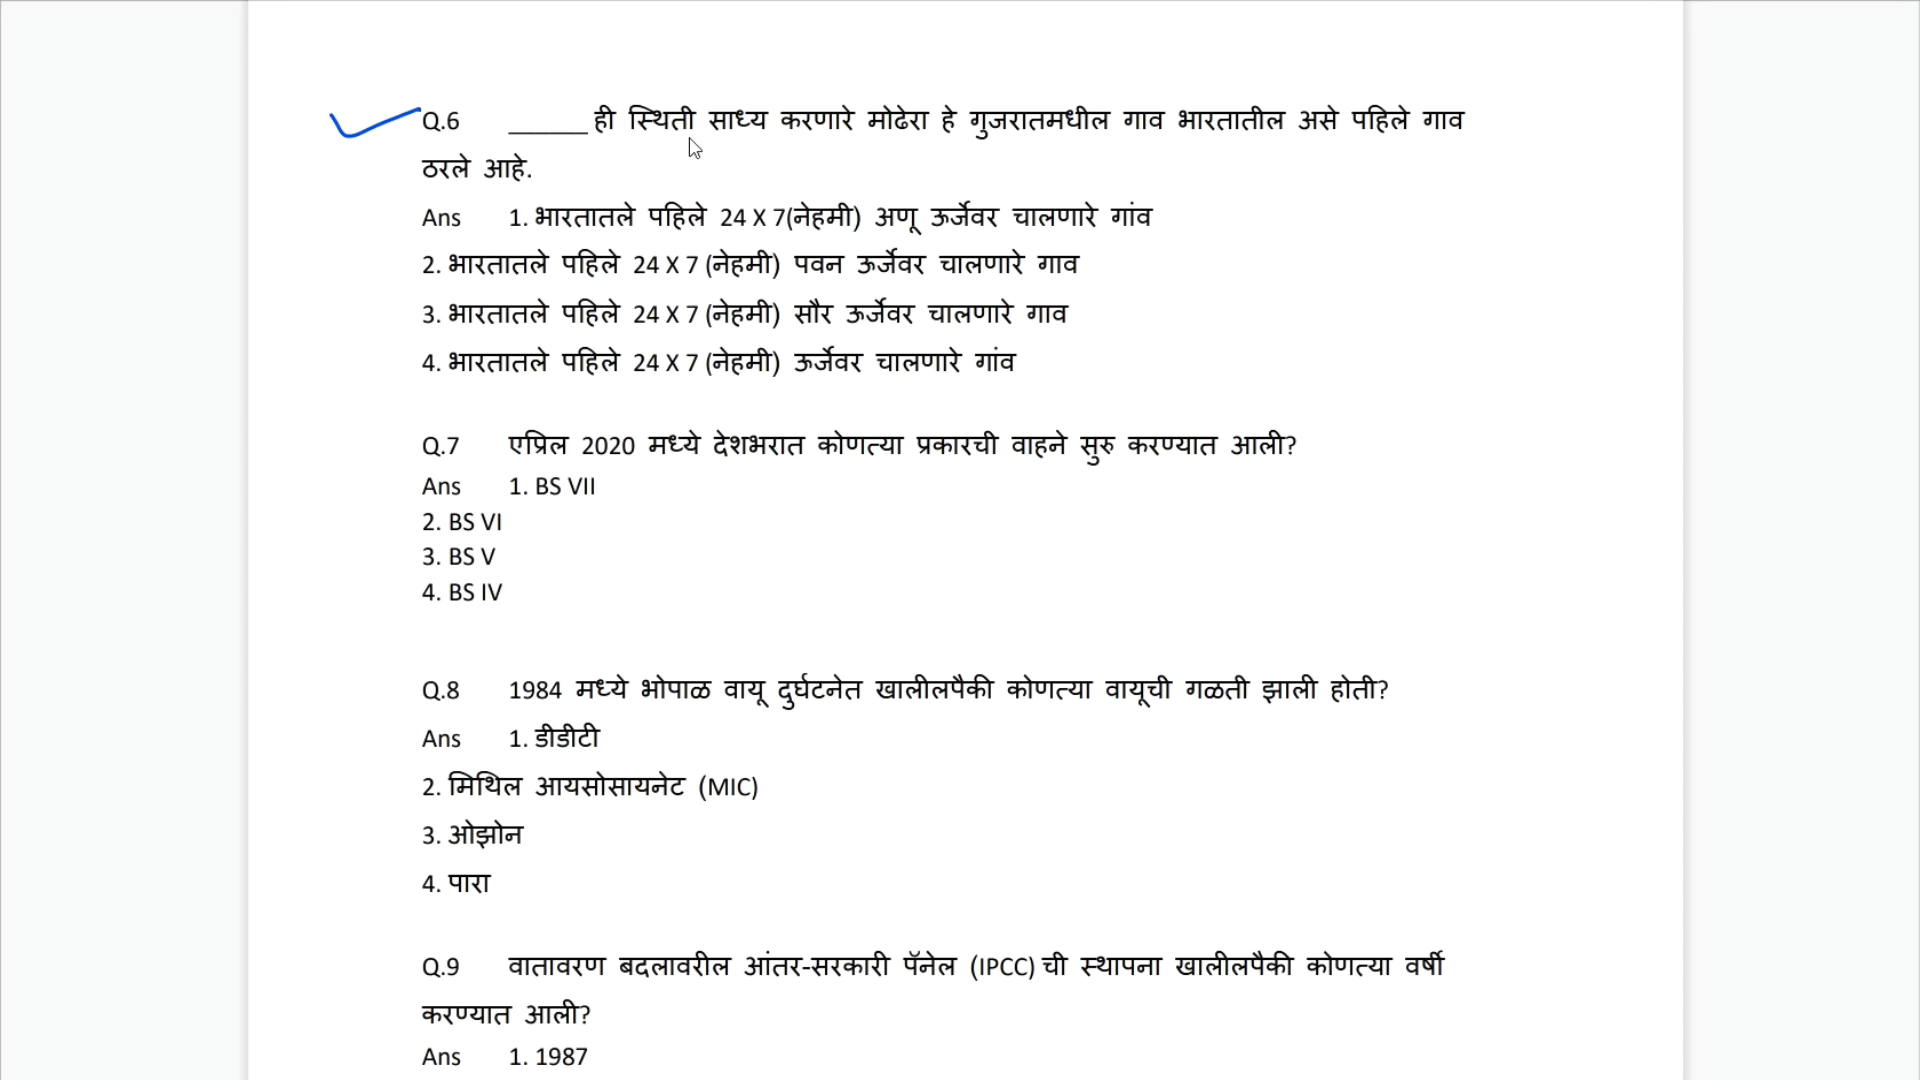 Q.6 ______ ही स्थिती साध्य करणारे मोढेरा हे गुजरातमधील गाव भारतातील असे पहिले गाव
ठरले आहे.
Ans 1. भारतातले पहिले 24 X 7(नेहमी) अणू ऊर्जेवर चालणारे गांव
2. भारतातले पहिले 24 X 7 (नेहमी) पवन ऊर्जेवर चालणारे गाव
3. भारतातले पहिले 24 X 7 (नेहमी) सौर ऊर्जेवर चालणारे गाव
4. भारतातले पहिले 24 X 7 (नेहमी) ऊर्जेवर चालणारे गांव
Q.7 एप्रिल 2020 मध्ये देशभरात कोणत्या प्रकारची वाहने सुरु करण्यात आली?
Ans 1. BS VII
2. BS VI
3. BS V
4. BS IV
Q.8 1984 मध्ये भोपाळ वायू दुर्घटनेत खालीलपैकी कोणत्या वायूची गळती झाली होती?
Ans 1. डीडीटी
2. मिथिल आयसोसायनेट (MIC)
3. ओझोन
4. पारा
Q.9 वातावरण बदलावरील आंतर-सरकारी पॅनेल (IPCC) ची स्थापना खालीलपैकी कोणत्या वर्षी
करण्यात आली?
Ans 1. 1987